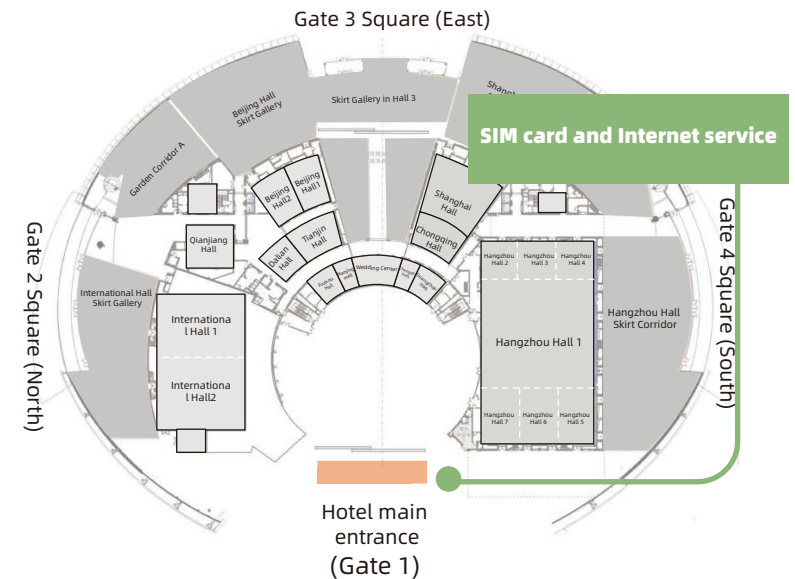 Gate 3 Square (East)
Beijing Hall
Skirt Gallery
Skirt Gallery in Hall 3
SIM card and Internet service
Garden Corridor A
Beijing
Hall2
Beijing
Hall1
Shanghai
Hall
Chongqing
Hall
Tianjin
Hall
Dalian
Hall
Qianjiang
Hall
Gate 2 Square (North)
Gate 4 Square (South)
International Hall
Skirt Gallery
Internationa
l Hall 1
Internationa
l Hall2
Hall
Hall
Wedding Center
Hall
Hall
Hangzhou
Hall 2
Hangzhou
Hall 3
Hangzhou
Hall 4
Hangzhou Hall 1
Hangzhou Hall
Skirt Corridor
Hangzhou
Hall 7
Hangzhou
Hall 6
Hangzhou
Hall 5
Hotel main
entrance
(Gate 1)